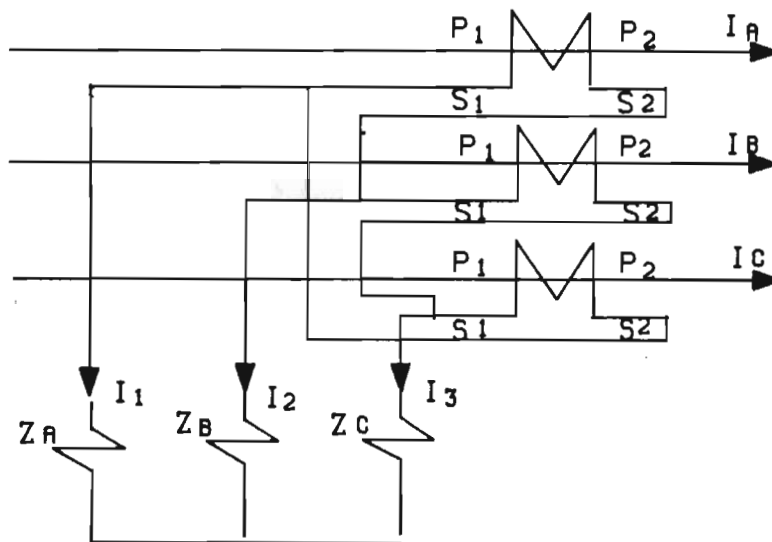 P1 P2 IA
S1 S2
P1 P2 IB
S1 S2
P1 P2 IC
S1 S2
I1 I2 I3
ZA ZB ZC